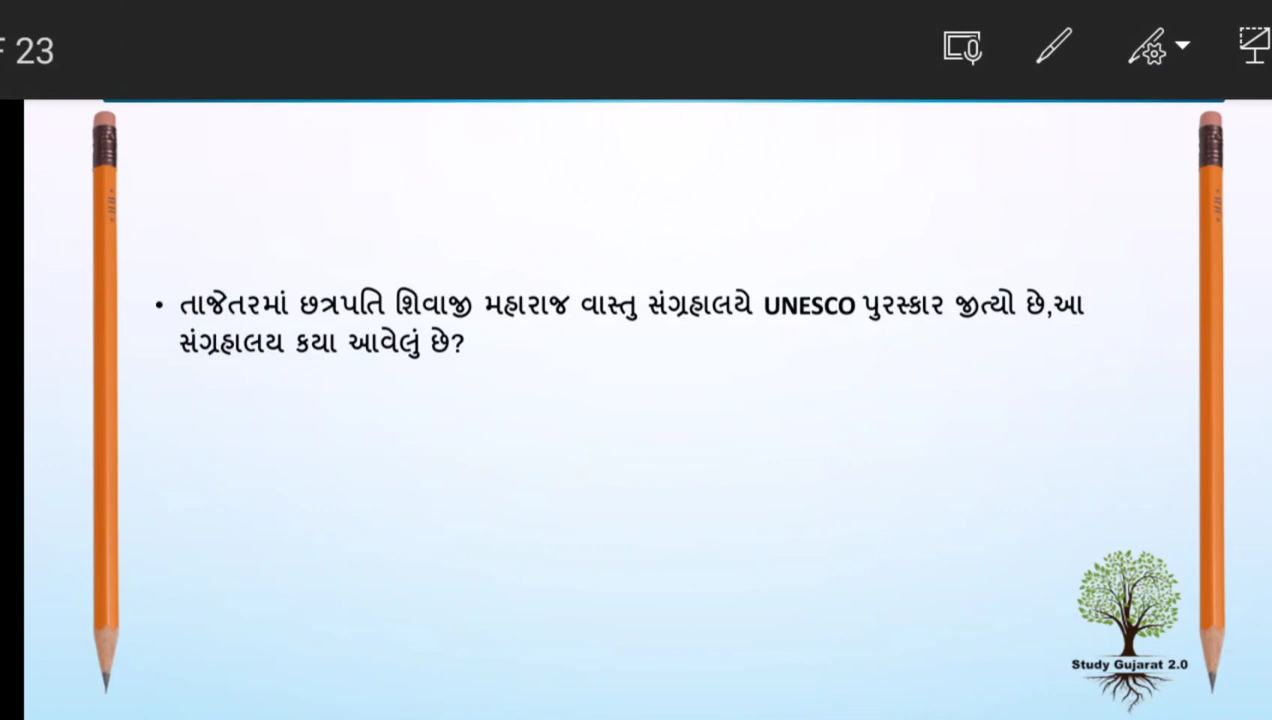 23
• તાજેતરમાં છત્રપતિ શિવાજી મહારાજ વાસ્તુ સંગ્રહાલયે UNESCO પુરસ્કાર જીત્યો છે,આ
સંગ્રહાલય કયા આવેલું છે?
Study Gujarat 2.0